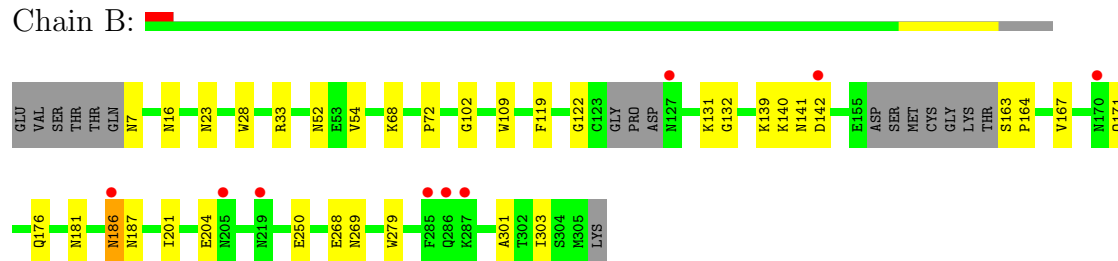 Chain B:
GLU VAL SER THR THR GLN N7 N16 N23 W28 R33 N52 E53 V54 K68 P72 G102 W109 F119 G122 C123 GLY PRO ASP N127 K131 G132 K139 K140 N141 D142 E155 ASP SER MET CYS GLY LYS THR S163 P164 V167 N170
Q176 N181 N186 N187 I201 E204 N205 N219 E250 E268 N269 W279 F285 Q286 K287 A301 T302 I303 S304 M305 LYS